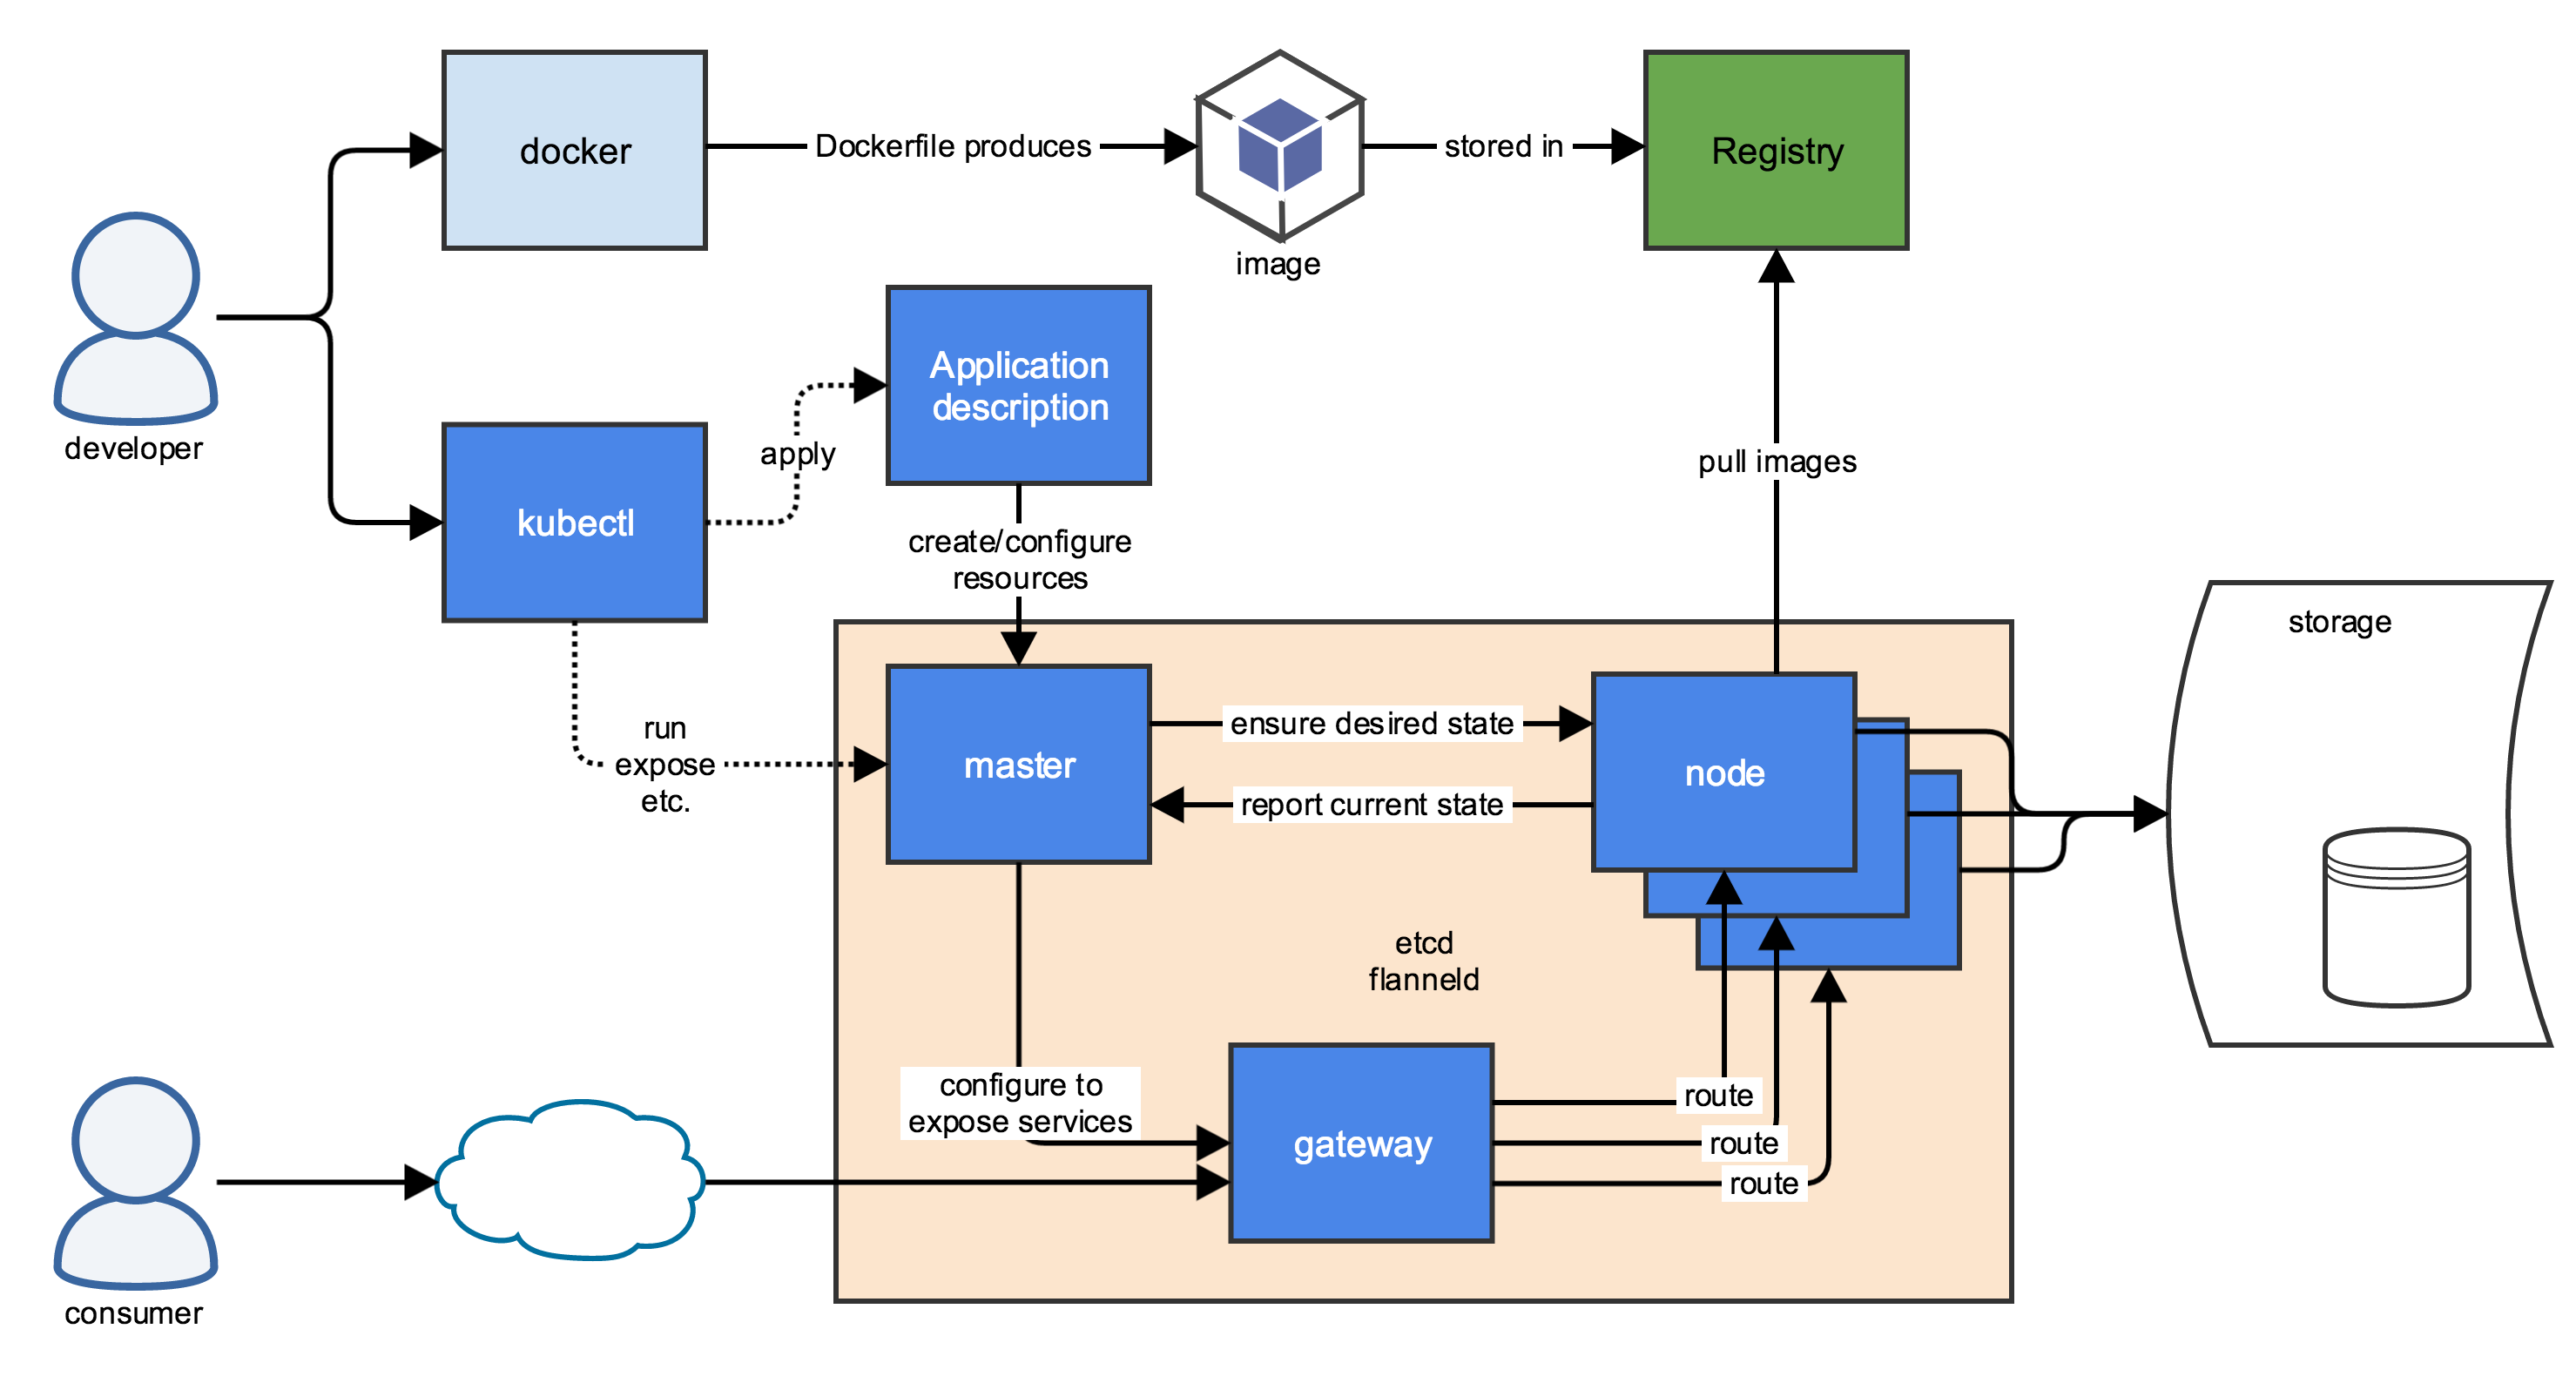 docker
Dockerfile produces
image
stored in
Registry
developer
kubectl
apply
Application
description
create/configure
resources
pull images
run
expose
etc.
master
ensure desired state
report current state
node
storage
etcd
flanneld
configure to
expose services
gateway
route
route
route
consumer